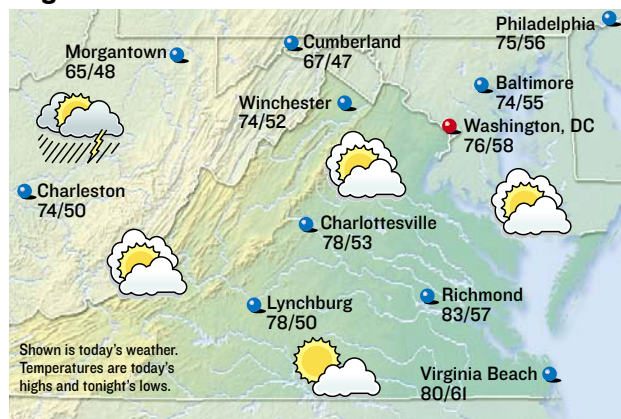 Philadelphia
75/56
Morgantown
65/48
Cumberland
67/47
Baltimore
74/55
Winchester
74/52
Washington, DC
76/58
Charleston
74/50
Charlottesville
78/53
Lynchburg
78/50
Richmond
83/57
Shown is today's weather.
Temperatures are today's
highs and tonight's lows.
Virginia Beach
80/61